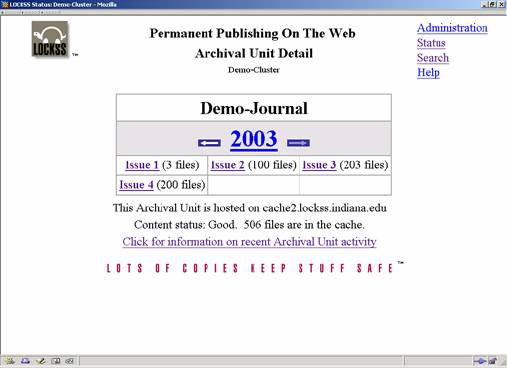 LOCKSS Status: Demo-Cluster - Mozilla
LOCKSS ™
Permanent Publishing On The Web
Archival Unit Detail
Demo-Cluster
Administration
Status
Search
Help
Demo-Journal
2003
Issue 1 (3 files) Issue 2 (100 files) Issue 3 (203 files)
Issue 4 (200 files)
This Archival Unit is hosted on cache2.lockss.indiana.edu
Content status: Good. 506 files are in the cache.
Click for information on recent Archival Unit activity
LOTS OF COPIES KEEP STUFF SAFE ™